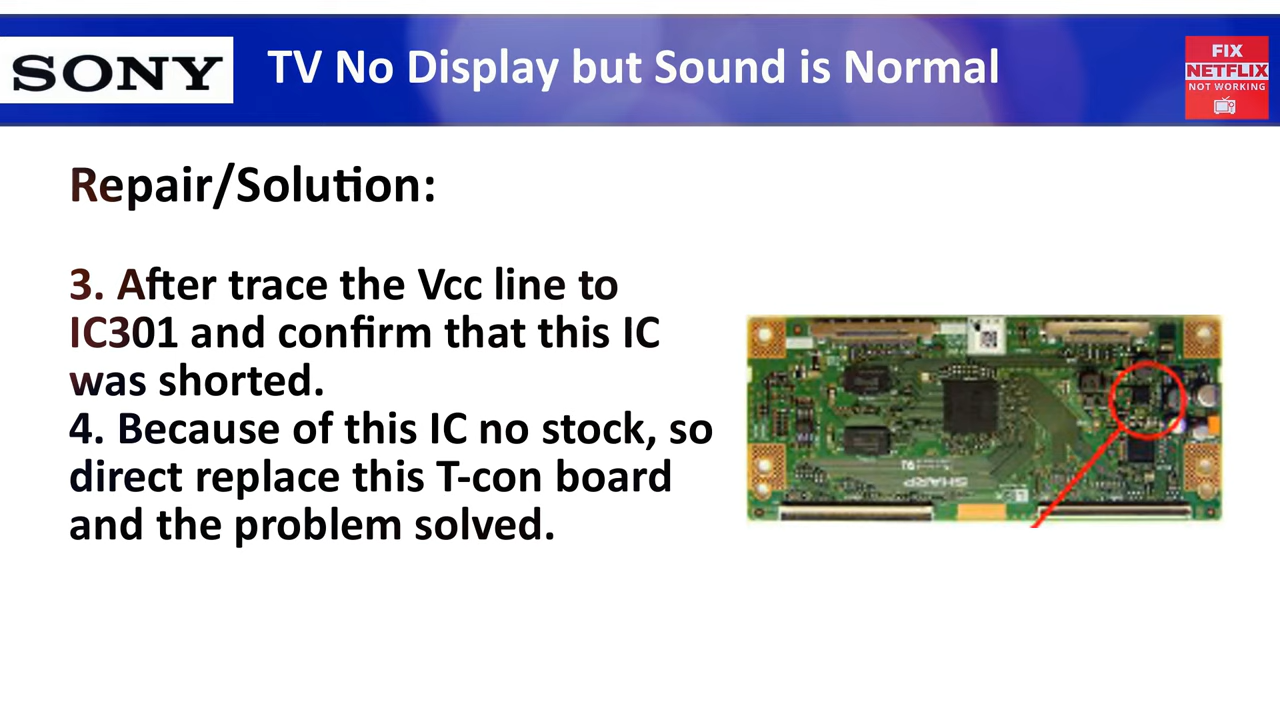 SONY
TV No Display but Sound is Normal
FIX
NETFLIX
NOT WORKING
Repair/Solution:
3. After trace the Vcc line to
IC301 and confirm that this IC
was shorted.
4. Because of this IC no stock, so
direct replace this T-con board
and the problem solved.
SHARP